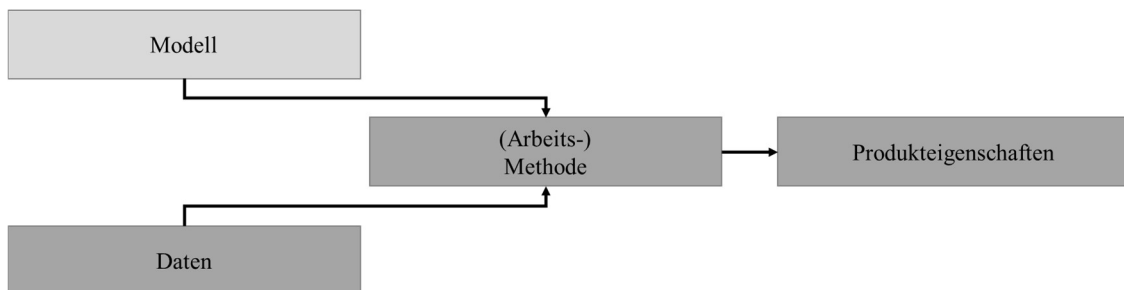 Modell
(Arbeits-)
Methode
Produkteigenschaften
Daten